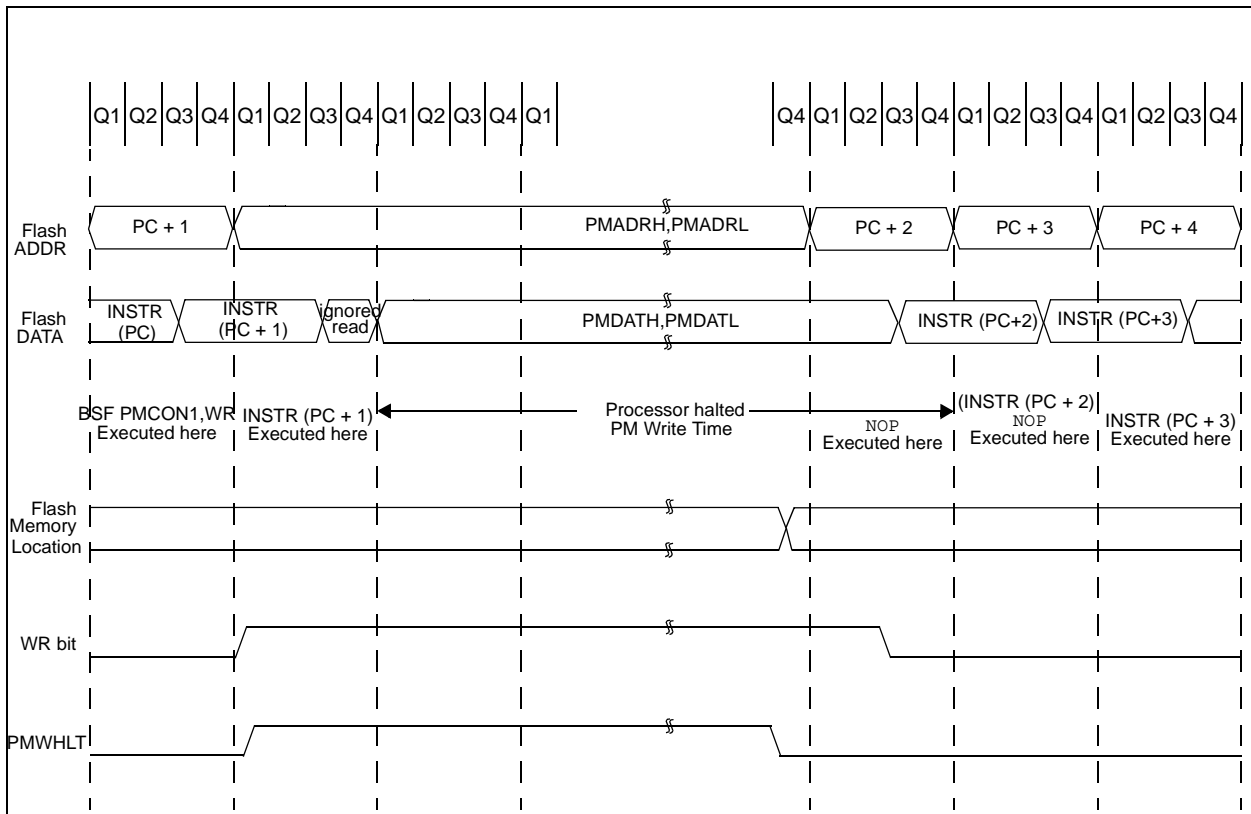 Q1 Q2 Q3 Q4 Q1 Q2 Q3 Q4 Q1 Q2 Q3 Q4 Q1 Q4 Q1 Q2 Q3 Q4 Q1 Q2 Q3 Q4 Q1 Q2 Q3 Q4
Flash
ADDR
PC + 1
PMADRH,PMADRL
PC + 2
PC + 3
PC + 4
Flash
DATA
INSTR
(PC)
INSTR
(PC + 1)
ignored
read
PMDATH,PMDATL
INSTR (PC+2)
INSTR (PC+3)
BSF PMCON1,WR
Executed here
INSTR (PC + 1)
Executed here
Processor halted
PM Write Time
NOP
Executed here
(INSTR (PC + 2)
NOP
Executed here
INSTR (PC + 3)
Executed here
Flash
Memory
Location
WR bit
PMWHLT